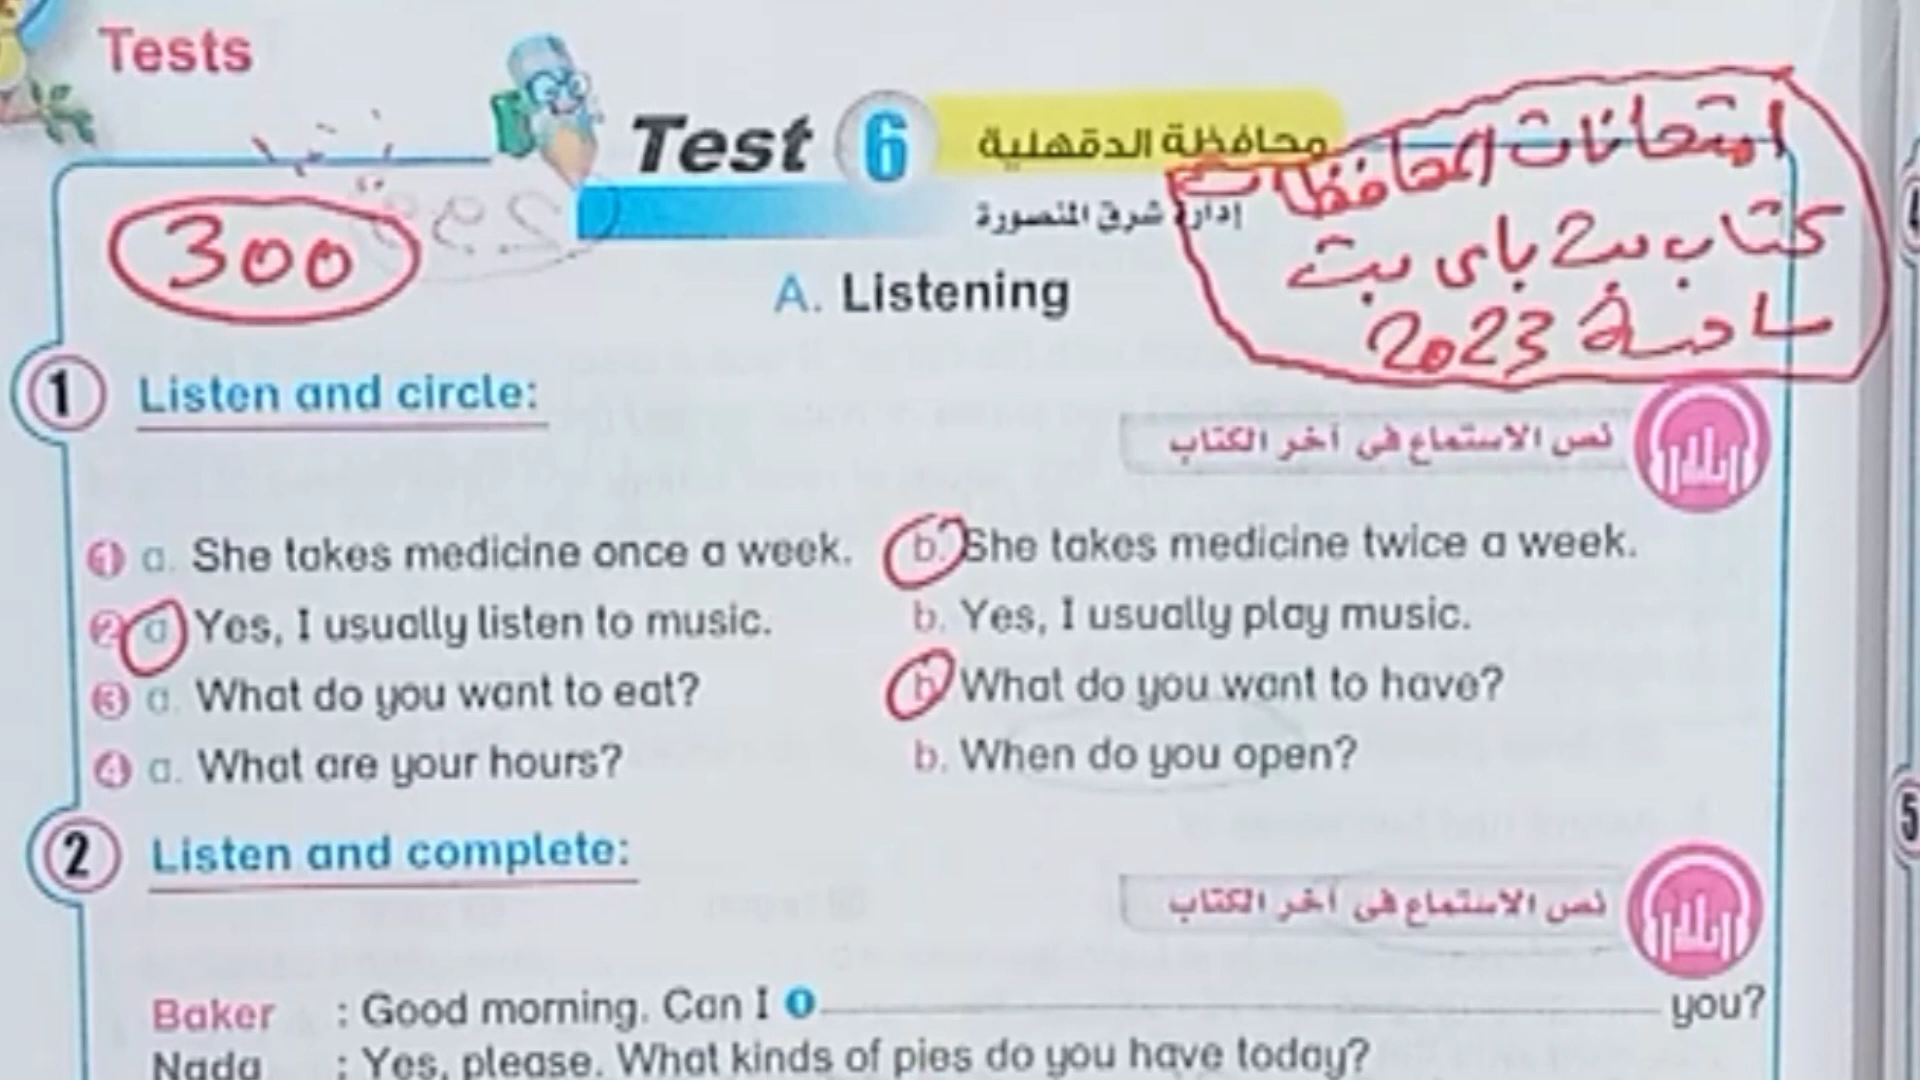 Tests
Test 6 محافظة الدقهلية
إدارة شرق المنصورة
امتحانات المحافظات
كتاب بت باى بت
سادسة 2023
300
A. Listening
1 Listen and circle:
نص الاستماع فى آخر الكتاب
1 a. She takes medicine once a week. b. She takes medicine twice a week.
2 a. Yes, I usually listen to music. b. Yes, I usually play music.
3 a. What do you want to eat? b. What do you want to have?
4 a. What are your hours? b. When do you open?
2 Listen and complete:
نص الاستماع فى آخر الكتاب
Baker : Good morning. Can I 1 you?
Nada : Yes, please. What kinds of pies do you have today?
5